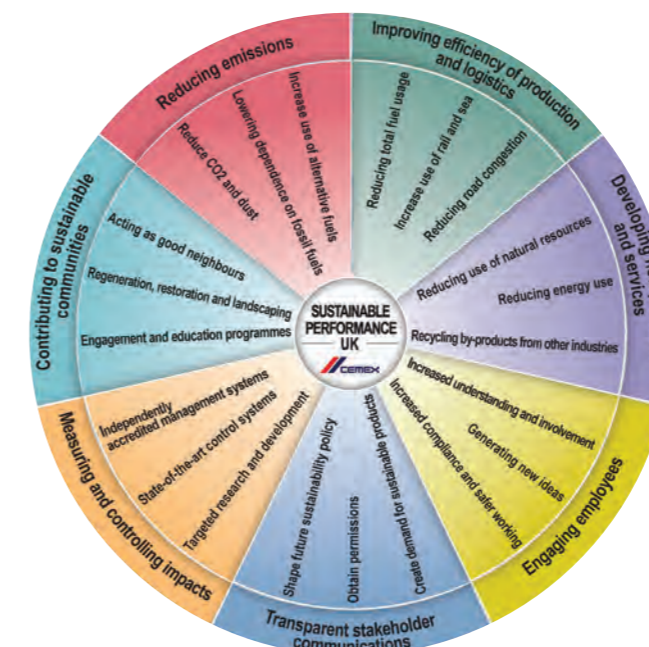 SUSTAINABLE
PERFORMANCE
UK
CEMEX
Improving efficiency of production
and logistics
Reducing total fuel usage
Increase use of rail and sea
Reducing road congestion
Developing
and services
Reducing use of natural resources
Reducing energy use
Recycling by-products from other industries
Engaging employees
Increased understanding and involvement
Generating new ideas
Increased compliance and safer working
Transparent stakeholder
communications
Create demand for sustainable products
Obtain permissions
Shape future sustainability policy
Measuring and controlling impacts
Targeted research and development
State-of-the-art control systems
Independently
accredited management systems
Contributing to sustainable
communities
Engagement and education programmes
Regeneration, restoration and landscaping
Acting as good neighbours
Reducing emissions
Reduce CO2 and dust
Lowering dependence on fossil fuels
Increase use of alternative fuels